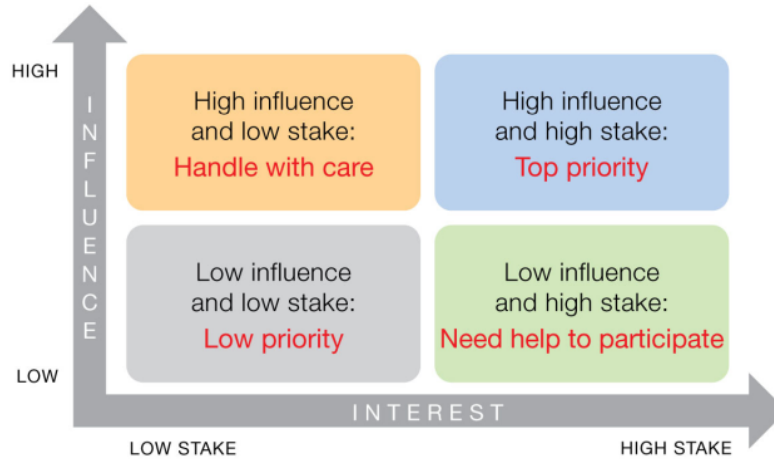 HIGH
INFLUENCE
High influence
and low stake:
Handle with care
High influence
and high stake:
Top priority
Low influence
and low stake:
Low priority
Low influence
and high stake:
Need help to participate
LOW
INTEREST
LOW STAKE
HIGH STAKE